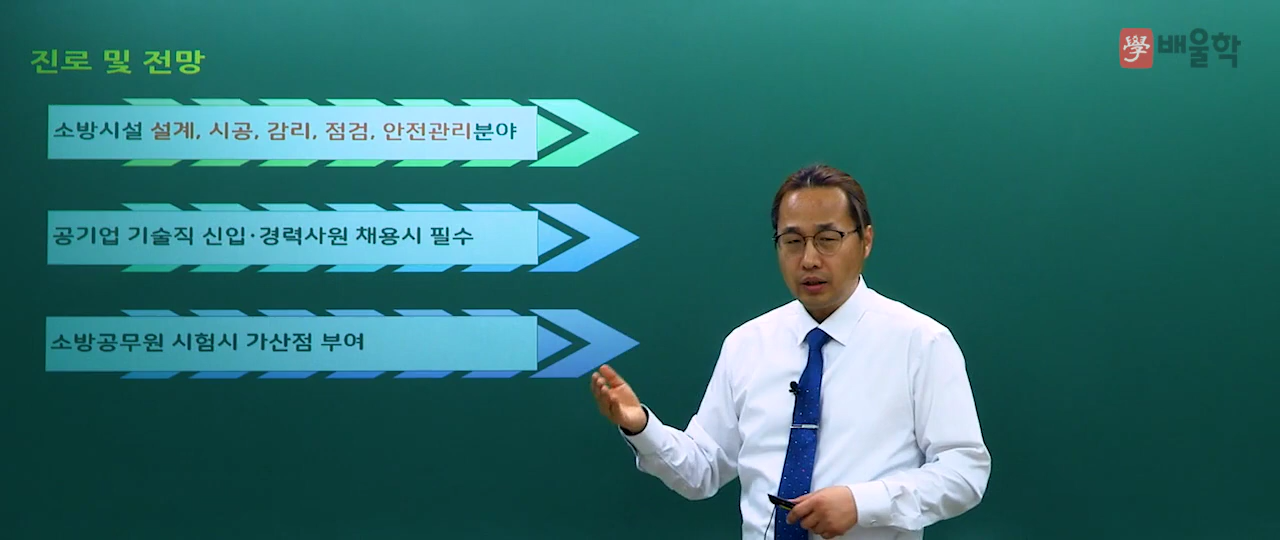 진로 및 전망
學 배울학
소방시설 설계, 시공, 감리, 점검, 안전관리분야
공기업 기술직 신입·경력사원 채용시 필수
소방공무원 시험시 가산점 부여